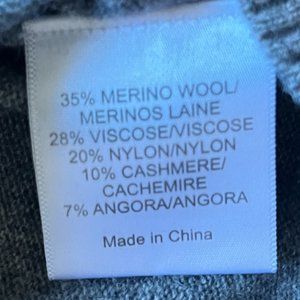 35% MERINO WOOL/
MERINOS LAINE
28% VISCOSE/VISCOSE
20% NYLON/NYLON
10% CASHMERE/
CACHEMIRE
7% ANGORA/ANGORA
Made in China